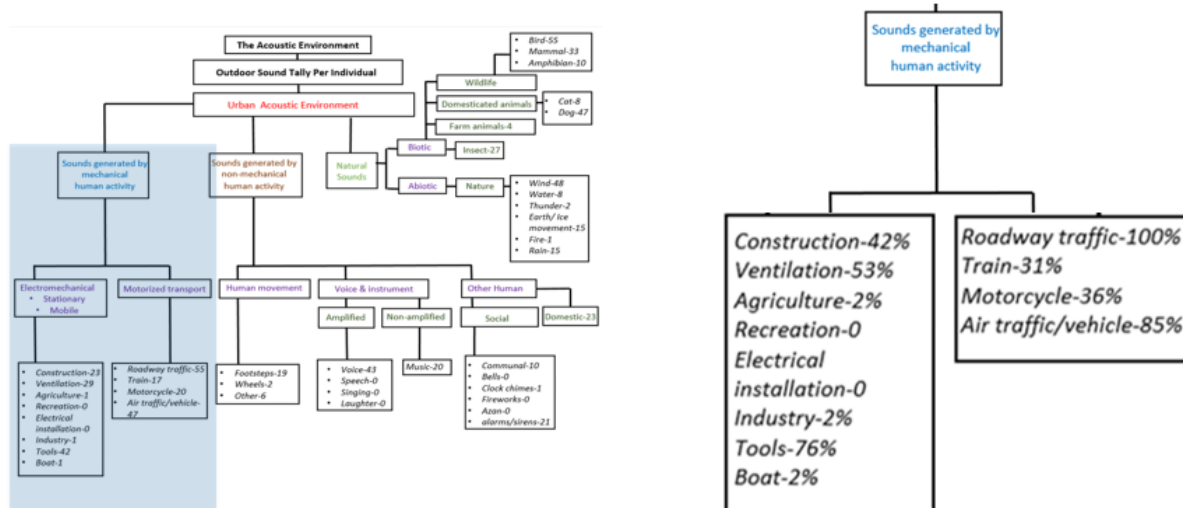 The Acoustic Environment
Outdoor Sound Tally Per Individual
Urban Acoustic Environment
• Bird-55
• Mammal-33
• Amphibian-10
Wildlife
Domesticated animals
• Cat-8
• Dog-47
Farm animals-4
Biotic
Insect-27
Sounds generated by
mechanical
human activity
Sounds generated by
non-mechanical
human activity
Natural
Sounds
Abiotic
Nature
• Wind-48
• Water-8
• Thunder-2
• Earth/ Ice
movement-15
• Fire-1
• Rain-15
Electromechanical
• Stationary
• Mobile
Motorized transport
Human movement
Voice & instrument
Other Human
Amplified
Non-amplified
Social
Domestic-23
• Construction-23
• Ventilation-29
• Agriculture-1
• Recreation-0
• Electrical
installation-0
• Industry-1
• Tools-42
• Boat-1
• Roadway traffic-55
• Train-17
• Motorcycle-20
• Air traffic/vehicle-
47
• Footsteps-19
• Wheels-2
• Other-6
• Voice-43
• Speech-0
• Singing-0
• Laughter-0
• Music-20
• Communal-10
• Bells-0
• Clock chimes-1
• Fireworks-0
• Azan-0
• alarms/sirens-21
Sounds generated by
mechanical
human activity
Construction-42%
Ventilation-53%
Agriculture-2%
Recreation-0
Electrical
installation-0
Industry-2%
Tools-76%
Boat-2%
Roadway traffic-100%
Train-31%
Motorcycle-36%
Air traffic/vehicle-85%